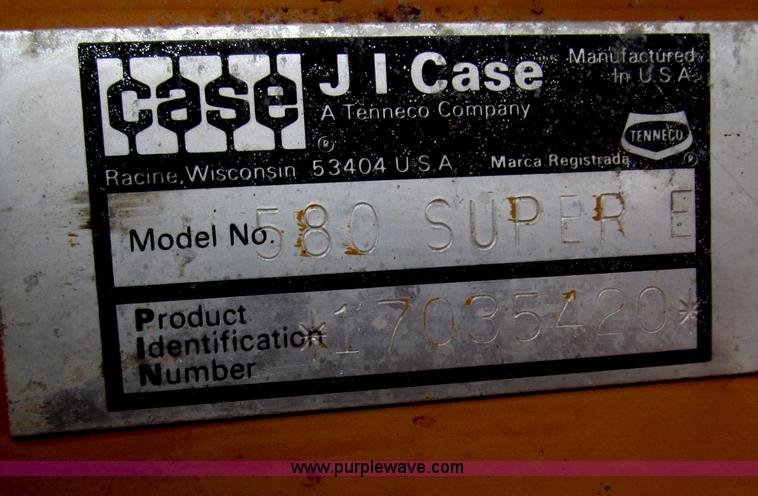 case
J I Case
A Tenneco Company
Manufactured
In U.S.A.
TENNECO
®
®
Racine, Wisconsin 53404 U.S.A.
Marca Registrada
Model No. 580 SUPER E
Product
Identification
Number
*17035420*
www.purplewave.com